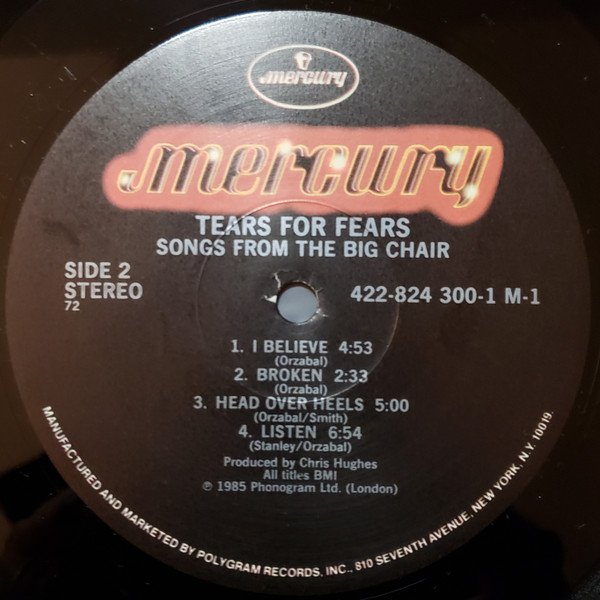 mercury
mercury
TEARS FOR FEARS
SONGS FROM THE BIG CHAIR
SIDE 2
STEREO
72
422-824 300-1 M-1
1. I BELIEVE 4:53
(Orzabal)
2. BROKEN 2:33
(Orzabal)
3. HEAD OVER HEELS 5:00
(Orzabal/Smith)
4. LISTEN 6:54
(Stanley/Orzabal)
Produced by Chris Hughes
All titles BMI
℗ 1985 Phonogram Ltd. (London)
MANUFACTURED AND MARKETED BY POLYGRAM RECORDS, INC., 810 SEVENTH AVENUE, NEW YORK, N.Y. 10019.